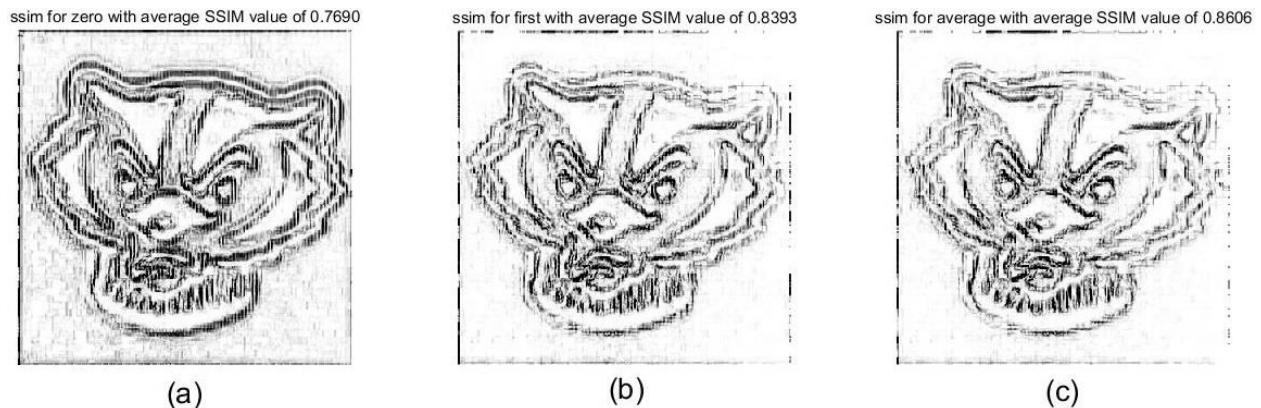 ssim for zero with average SSIM value of 0.7690
ssim for first with average SSIM value of 0.8393
ssim for average with average SSIM value of 0.8606
(a)
(b)
(c)